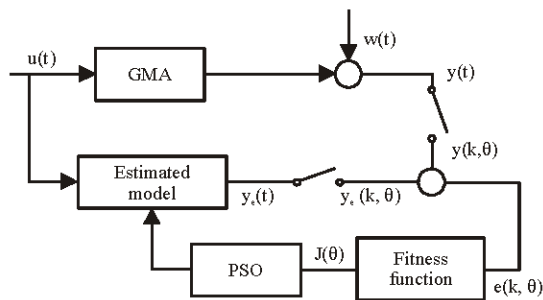 w(t)
u(t)
GMA
y(t)
y(k,θ)
Estimated
model
yₑ(t)
yₑ(k, θ)
J(θ)
PSO
Fitness
function
e(k, θ)